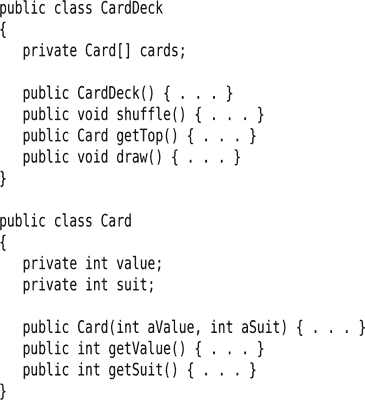 public class CardDeck
{
private Card[] cards;
public CardDeck() { . . . }
public void shuffle() { . . . }
public Card getTop() { . . . }
public void draw() { . . . }
}
public class Card
{
private int value;
private int suit;
public Card(int aValue, int aSuit) { . . . }
public int getValue() { . . . }
public int getSuit() { . . . }
}